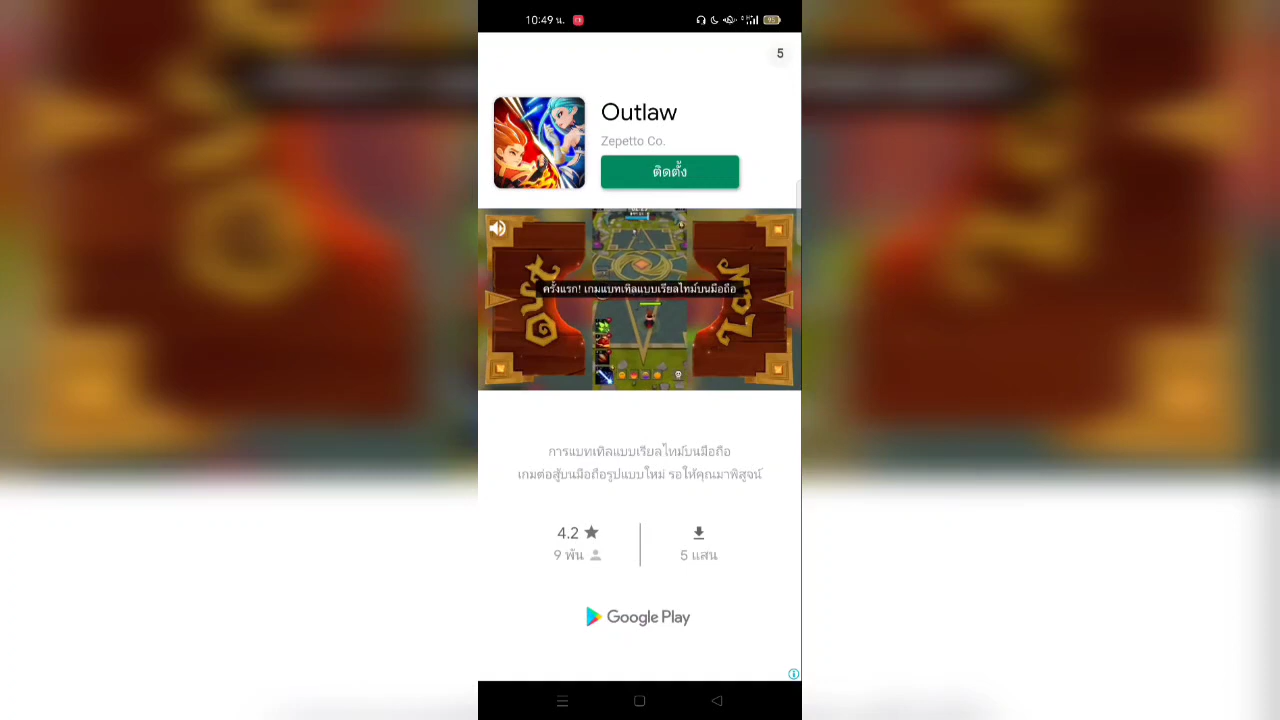 10:49 น.
5
Outlaw
Zepetto Co.
ติดตั้ง
ครั้งแรก! เกมแบทเทิลแบบเรียลไทม์บนมือถือ
การแบทเทิลแบบเรียลไทม์บนมือถือ
เกมต่อสู้บนมือถือรูปแบบใหม่ รอให้คุณมาพิสูจน์
4.2
9 พัน
5 แสน
Google Play